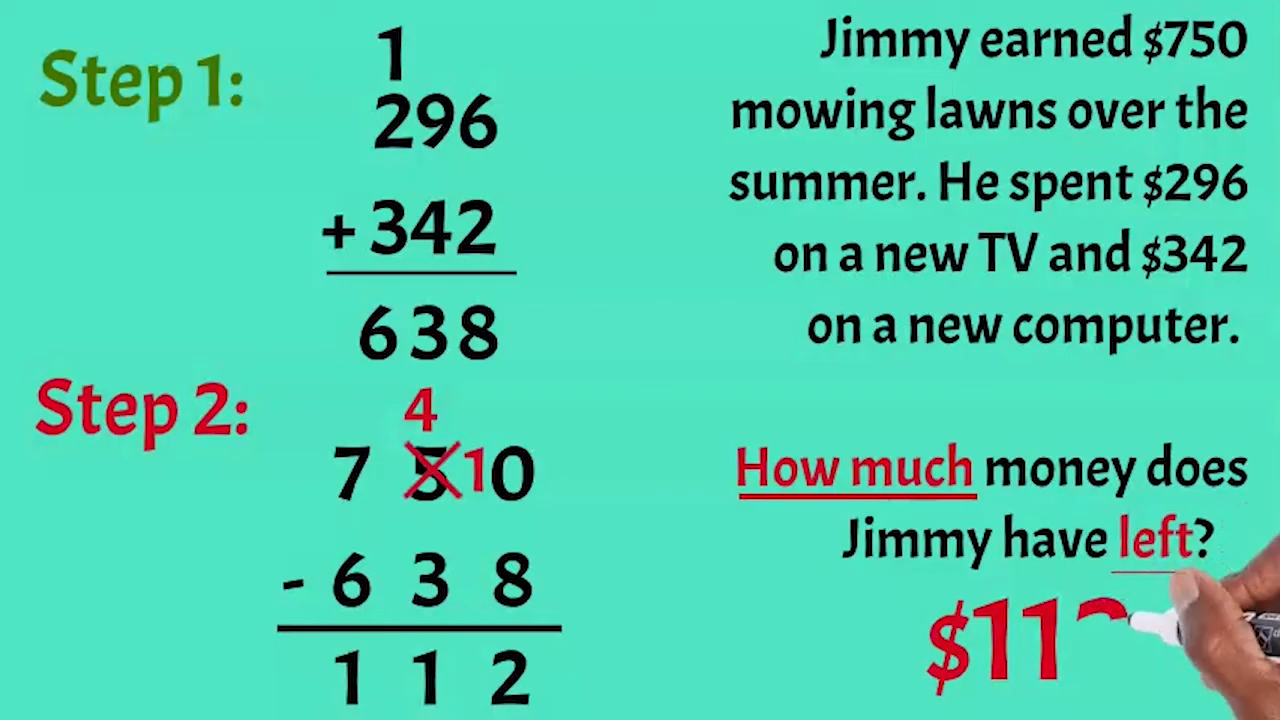 Step 1:
1
296
+ 342
638
Step 2:
4
7 5 10
- 6 3 8
1 1 2
Jimmy earned $750
mowing lawns over the
summer. He spent $296
on a new TV and $342
on a new computer.
How much money does
Jimmy have left?
$11